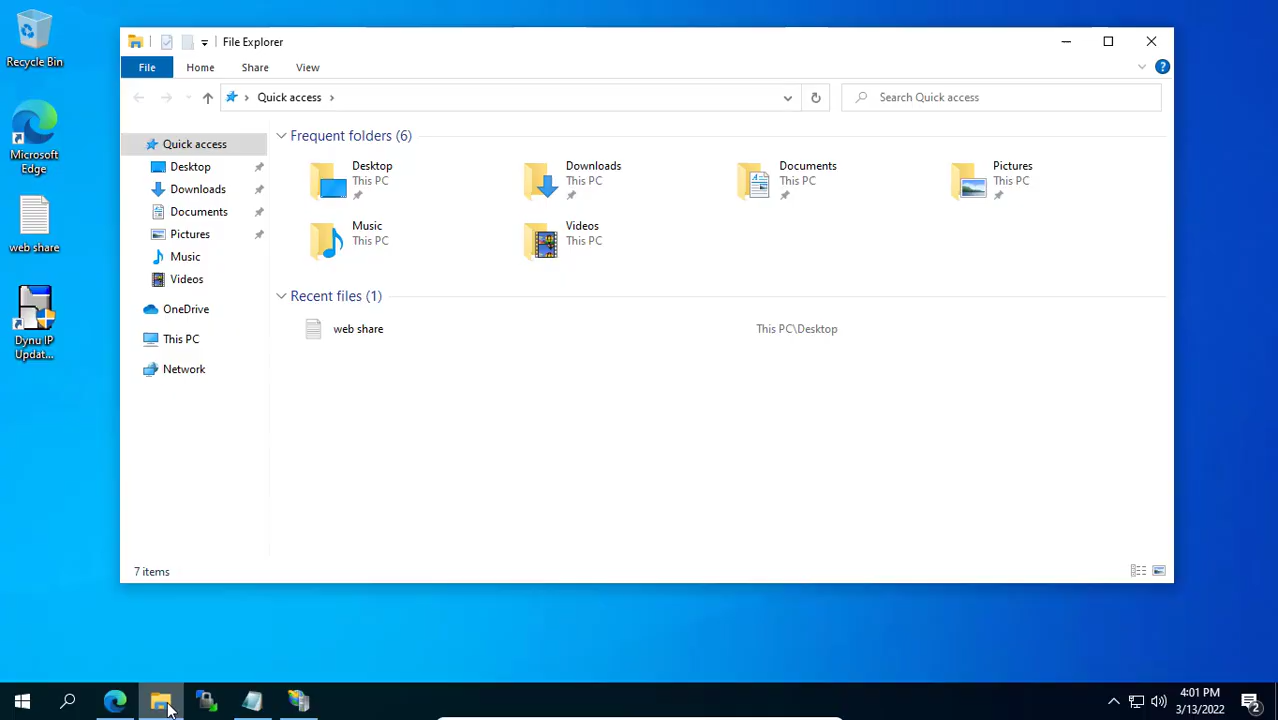 Recycle Bin
Microsoft
Edge
web share
Dynu IP
Updat...
File Explorer
File
Home
Share
View
Quick access
Search Quick access
Quick access
Desktop
Downloads
Documents
Pictures
Music
Videos
OneDrive
This PC
Network
Frequent folders (6)
Desktop
This PC
Downloads
This PC
Documents
This PC
Pictures
This PC
Music
This PC
Videos
This PC
Recent files (1)
web share
This PC\Desktop
7 items
4:01 PM
3/13/2022
2